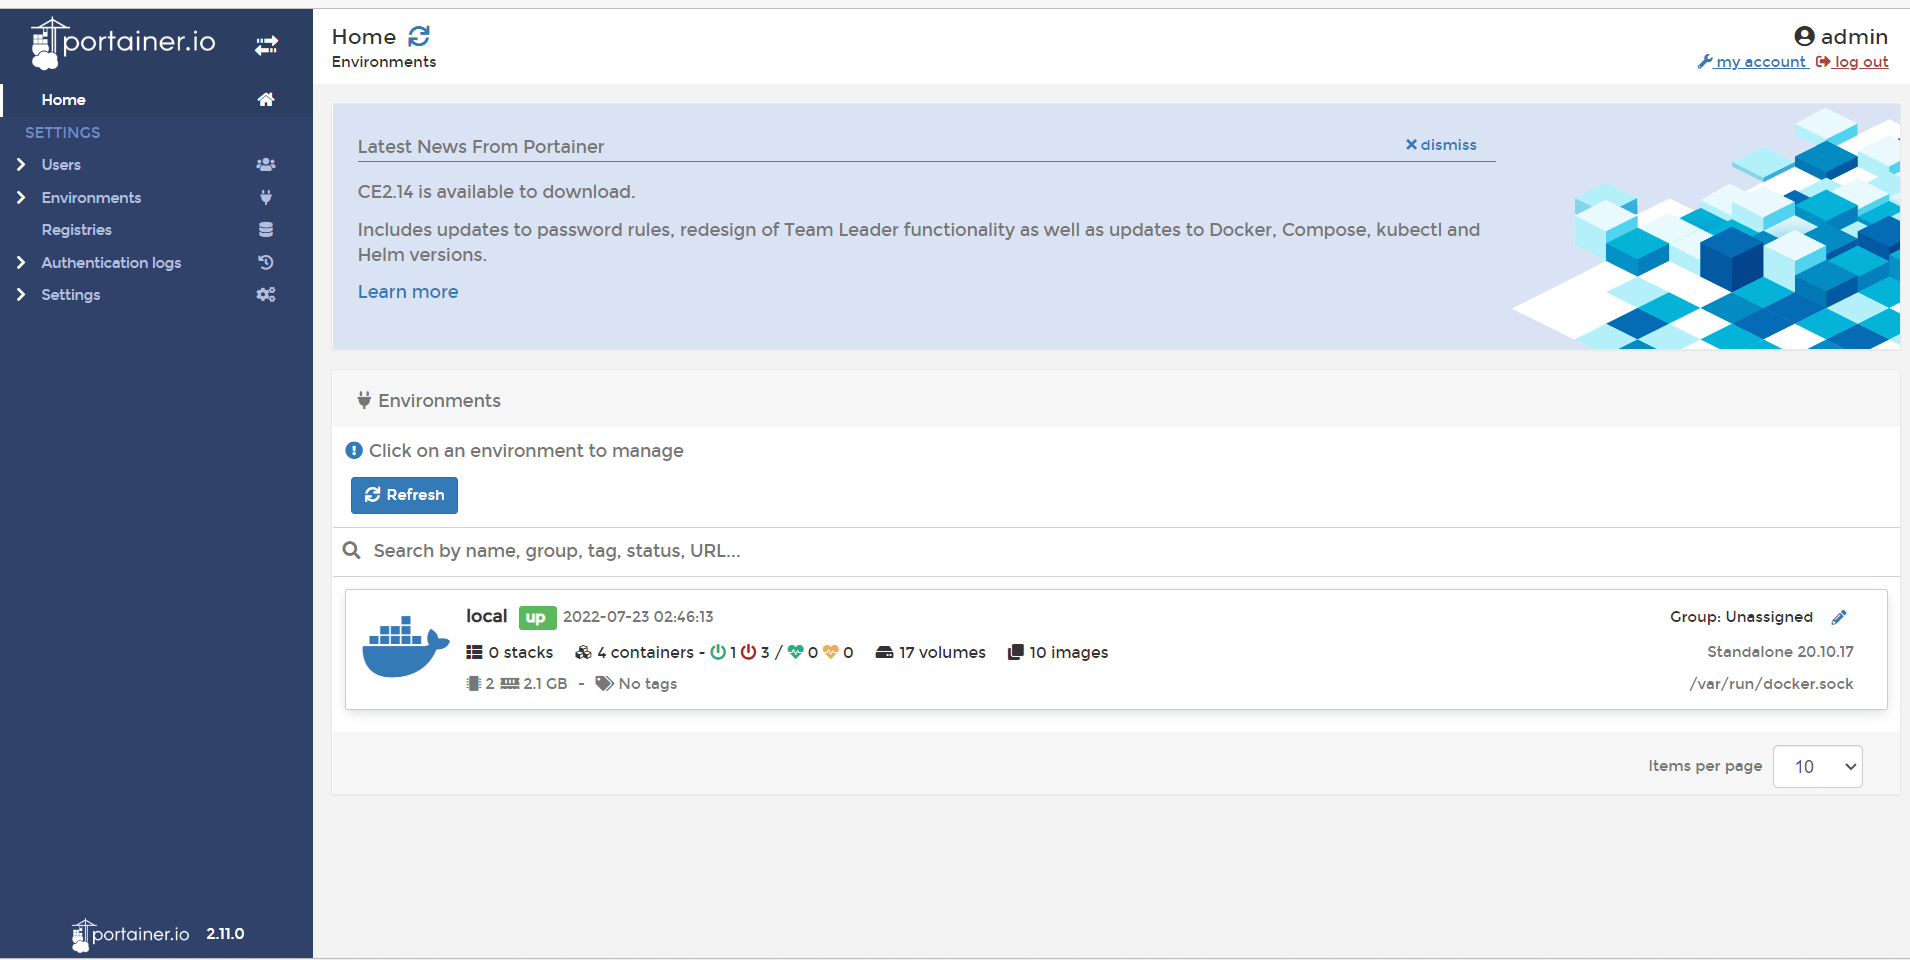 portainer.io
Home
SETTINGS
Users
Environments
Registries
Authentication logs
Settings
portainer.io 2.11.0
Home
Environments
admin
my account log out
Latest News From Portainer
dismiss
CE2.14 is available to download.
Includes updates to password rules, redesign of Team Leader functionality as well as updates to Docker, Compose, kubectl and
Helm versions.
Learn more
Environments
Click on an environment to manage
Refresh
Search by name, group, tag, status, URL...
local up 2022-07-23 02:46:13
Group: Unassigned
0 stacks 4 containers - 1 3 / 0 0 17 volumes 10 images
Standalone 20.10.17
2 2.1 GB - No tags
/var/run/docker.sock
Items per page 10